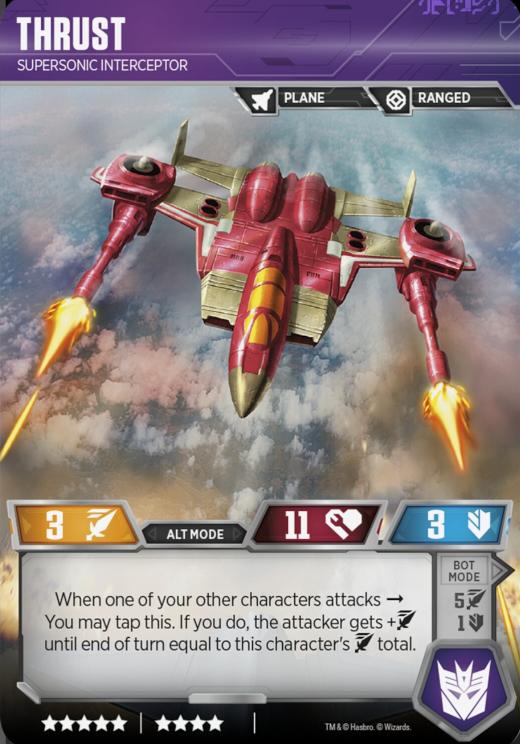 THRUST
SUPERSONIC INTERCEPTOR
PLANE
RANGED
3
ALT MODE
11
3
BOT
MODE
5
1
When one of your other characters attacks →
You may tap this. If you do, the attacker gets +
until end of turn equal to this character's total.
TM & © Hasbro. © Wizards.